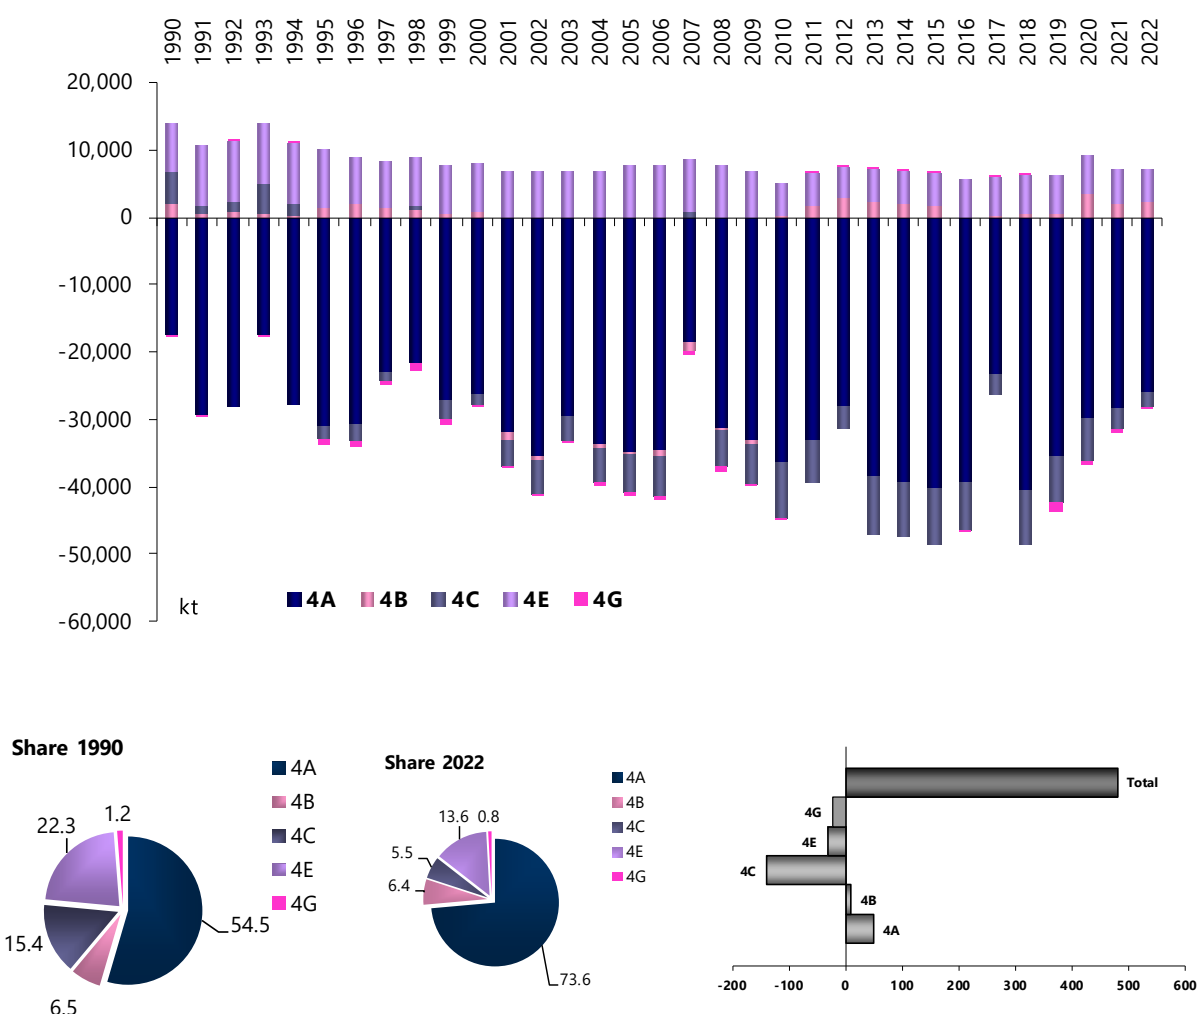 1990 1991 1992 1993 1994 1995 1996 1997 1998 1999 2000 2001 2002 2003 2004 2005 2006 2007 2008 2009 2010 2011 2012 2013 2014 2015 2016 2017 2018 2019 2020 2021 2022
20,000
10,000
0
-10,000
-20,000
-30,000
-40,000
-50,000
-60,000
kt
4A 4B 4C 4E 4G
Share 1990
1.2
22.3
15.4
6.5
54.5
4A
4B
4C
4E
4G
Share 2022
13.6 0.8
5.5
6.4
73.6
4A
4B
4C
4E
4G
Total
4G
4E
4C
4B
4A
-200 -100 0 100 200 300 400 500 600